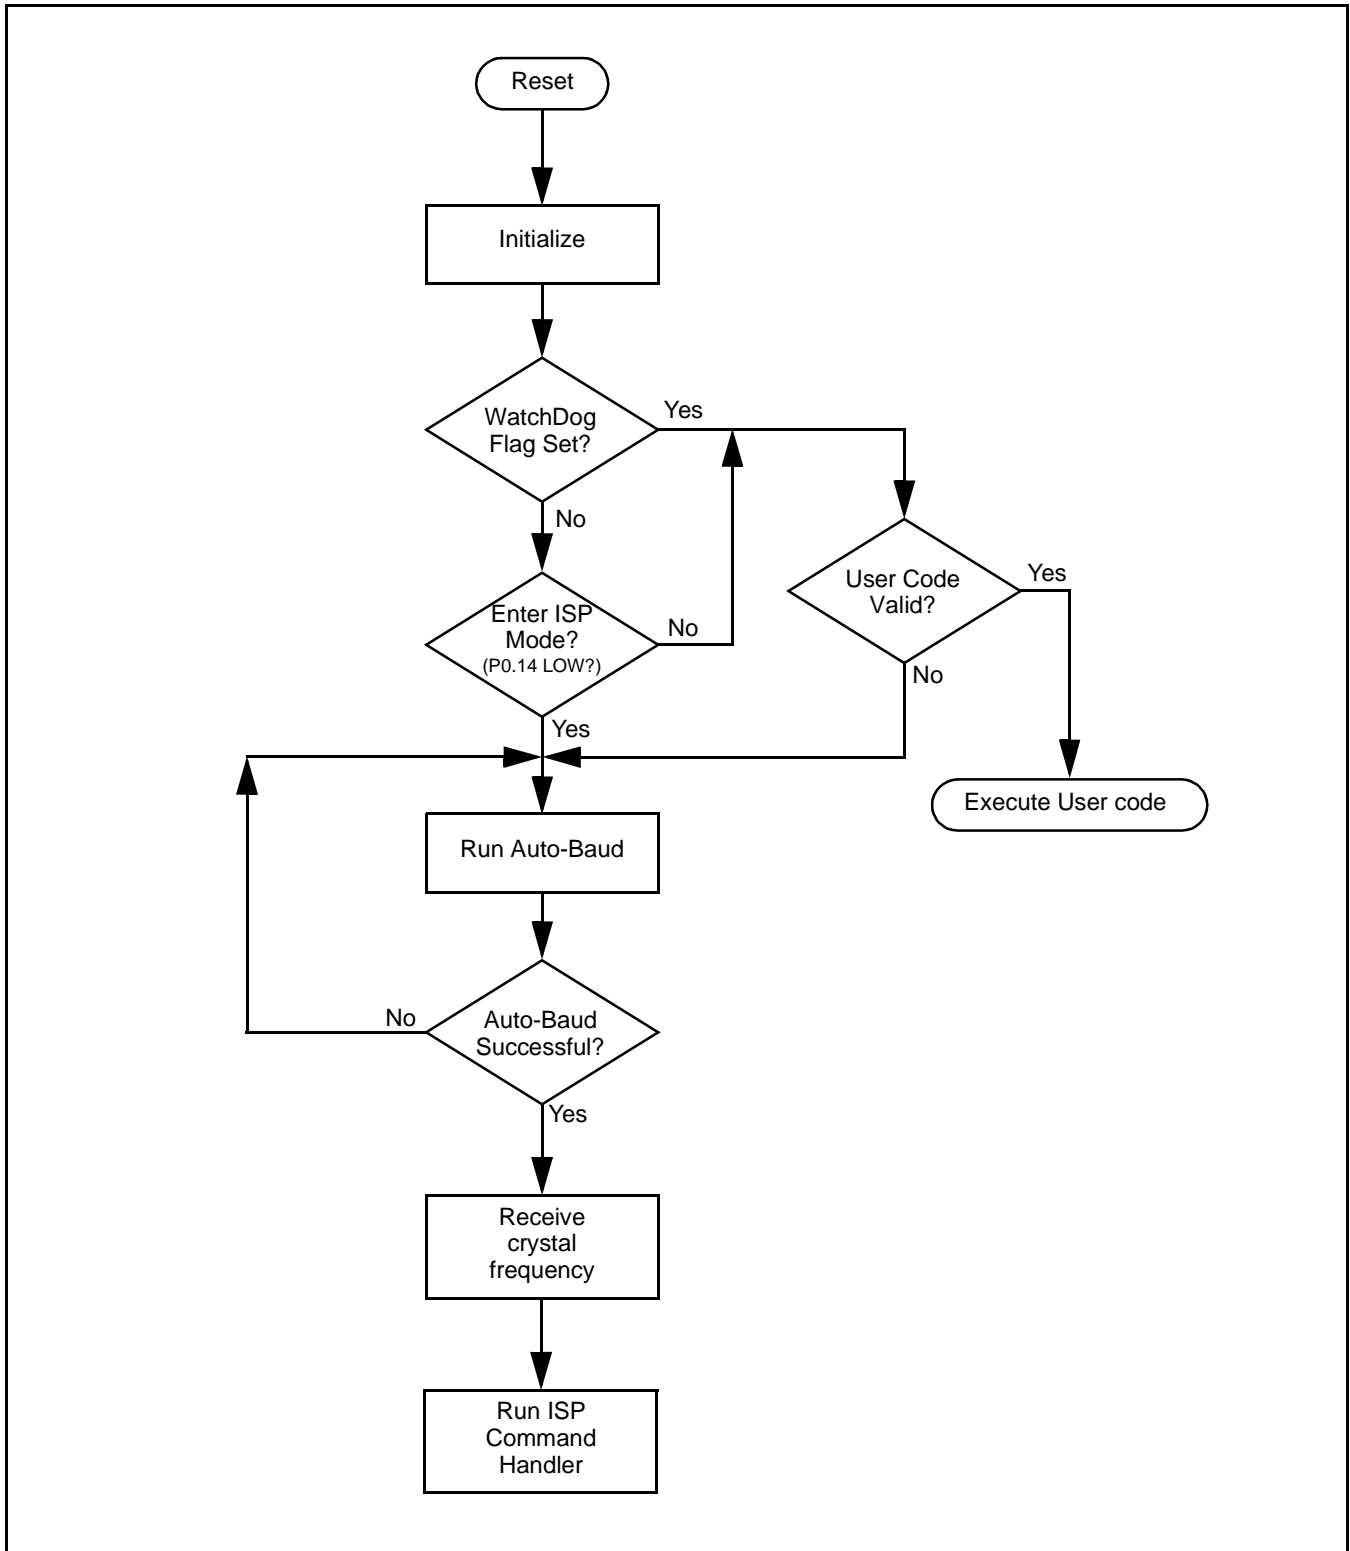 Reset
Initialize
WatchDog
Flag Set?
Yes
No
Enter ISP
Mode?
(P0.14 LOW?)
No
Yes
User Code
Valid?
Yes
No
Execute User code
Run Auto-Baud
Auto-Baud
Successful?
No
Yes
Receive
crystal
frequency
Run ISP
Command
Handler